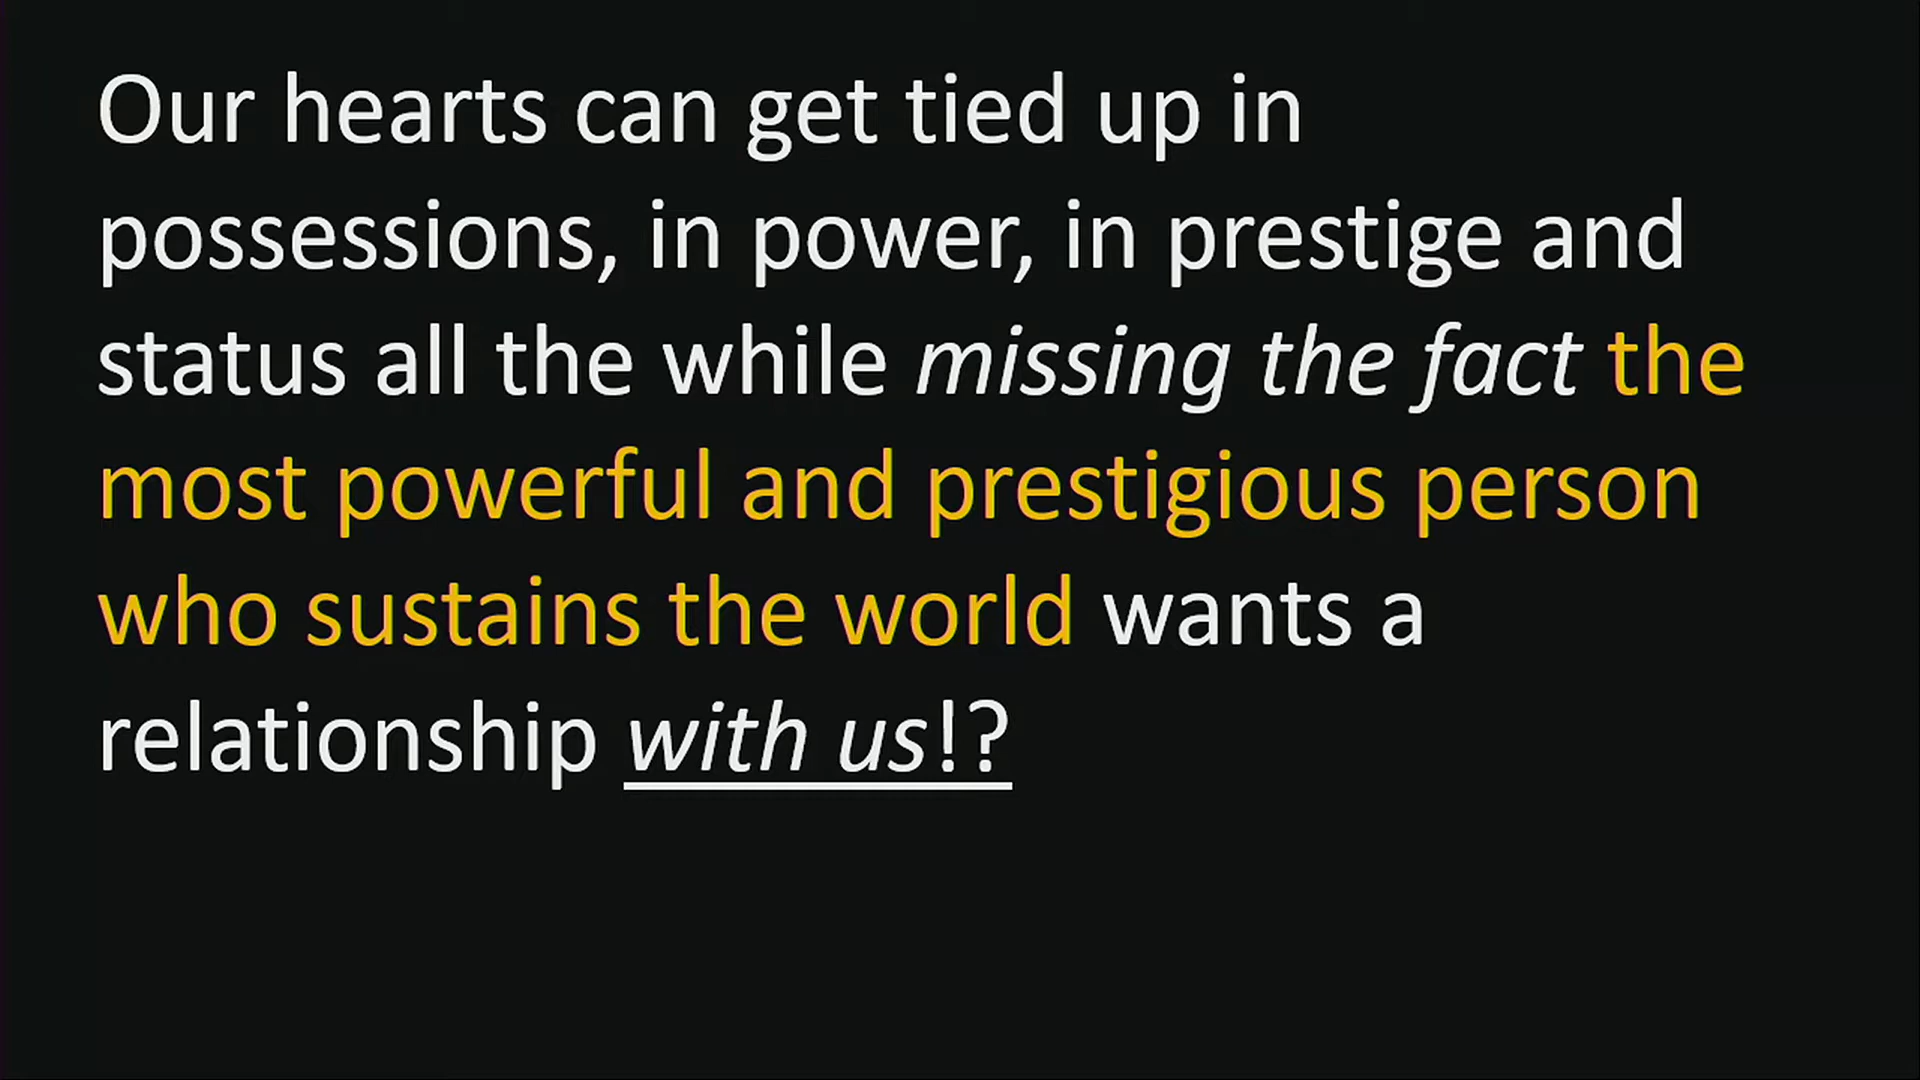 Our hearts can get tied up in
possessions, in power, in prestige and
status all the while missing the fact the
most powerful and prestigious person
who sustains the world wants a
relationship with us!?